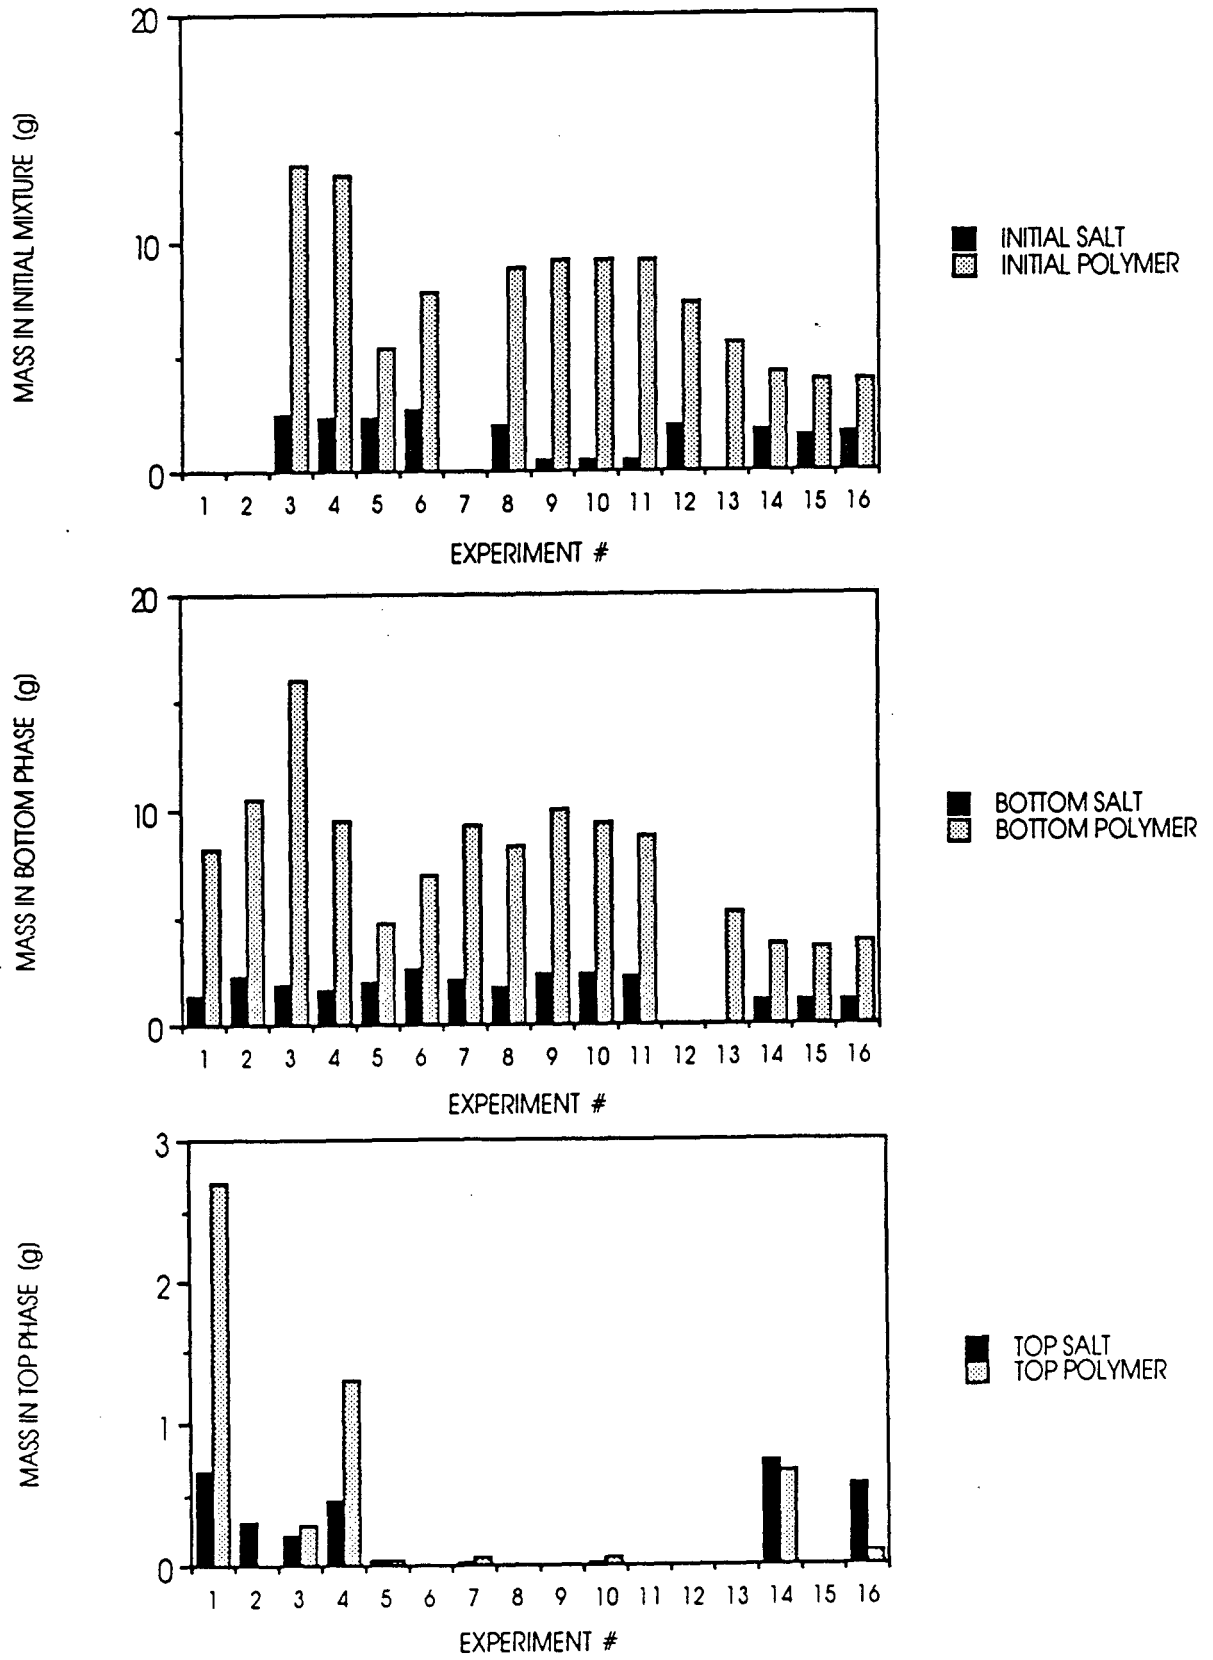 MASS IN INITIAL MIXTURE (g)
20
10
0
1 2 3 4 5 6 7 8 9 10 11 12 13 14 15 16
EXPERIMENT #
INITIAL SALT
INITIAL POLYMER
MASS IN BOTTOM PHASE (g)
20
10
0
1 2 3 4 5 6 7 8 9 10 11 12 13 14 15 16
EXPERIMENT #
BOTTOM SALT
BOTTOM POLYMER
MASS IN TOP PHASE (g)
3
2
1
0
1 2 3 4 5 6 7 8 9 10 11 12 13 14 15 16
EXPERIMENT #
TOP SALT
TOP POLYMER